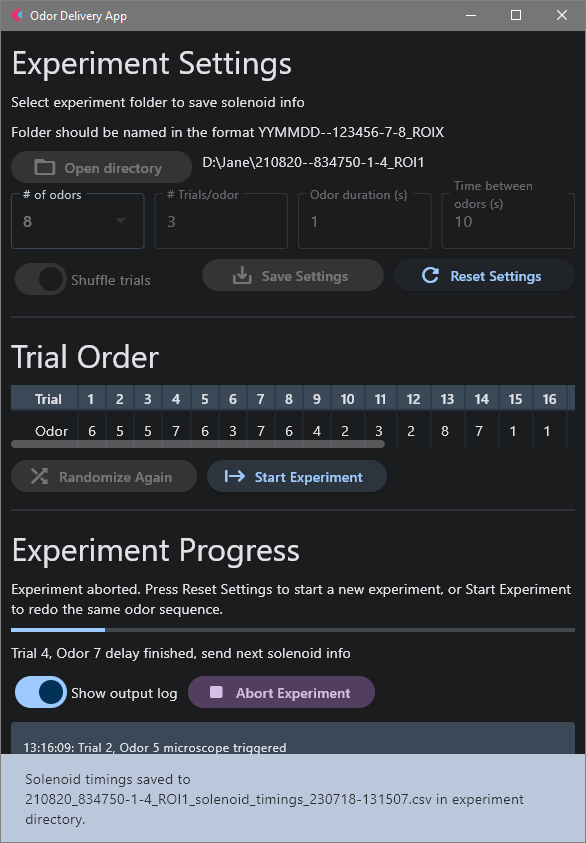 Odor Delivery App
Experiment Settings
Select experiment folder to save solenoid info
Folder should be named in the format YYMMDD--123456-7-8_ROIX
Open directory
D:\Jane\210820--834750-1-4_ROI1
# of odors
8
# Trials/odor
3
Odor duration (s)
1
Time between
odors (s)
10
Shuffle trials
Save Settings
Reset Settings
Trial Order
Trial 1 2 3 4 5 6 7 8 9 10 11 12 13 14 15 16
Odor 6 5 5 7 6 3 7 6 4 2 3 2 8 7 1 1
Randomize Again
Start Experiment
Experiment Progress
Experiment aborted. Press Reset Settings to start a new experiment, or Start Experiment
to redo the same odor sequence.
Trial 4, Odor 7 delay finished, send next solenoid info
Show output log
Abort Experiment
13:16:09: Trial 2, Odor 5 microscope triggered
Solenoid timings saved to
210820_834750-1-4_ROI1_solenoid_timings_230718-131507.csv in experiment
directory.